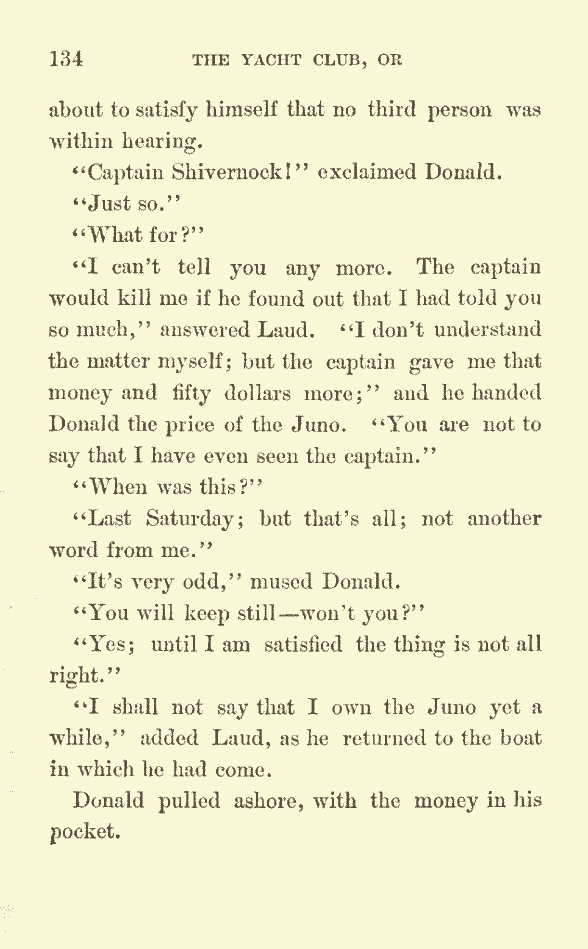 134 THE YACHT CLUB, OR
about to satisfy himself that no third person was
within hearing.
"Captain Shivernock!" exclaimed Donald.
"Just so."
"What for?"
"I can't tell you any more. The captain
would kill me if he found out that I had told you
so much," answered Laud. "I don't understand
the matter myself; but the captain gave me that
money and fifty dollars more;" and he handed
Donald the price of the Juno. "You are not to
say that I have even seen the captain."
"When was this?"
"Last Saturday; but that's all; not another
word from me."
"It's very odd," mused Donald.
"You will keep still—won't you?"
"Yes; until I am satisfied the thing is not all
right."
"I shall not say that I own the Juno yet a
while," added Laud, as he returned to the boat
in which he had come.
Donald pulled ashore, with the money in his
pocket.